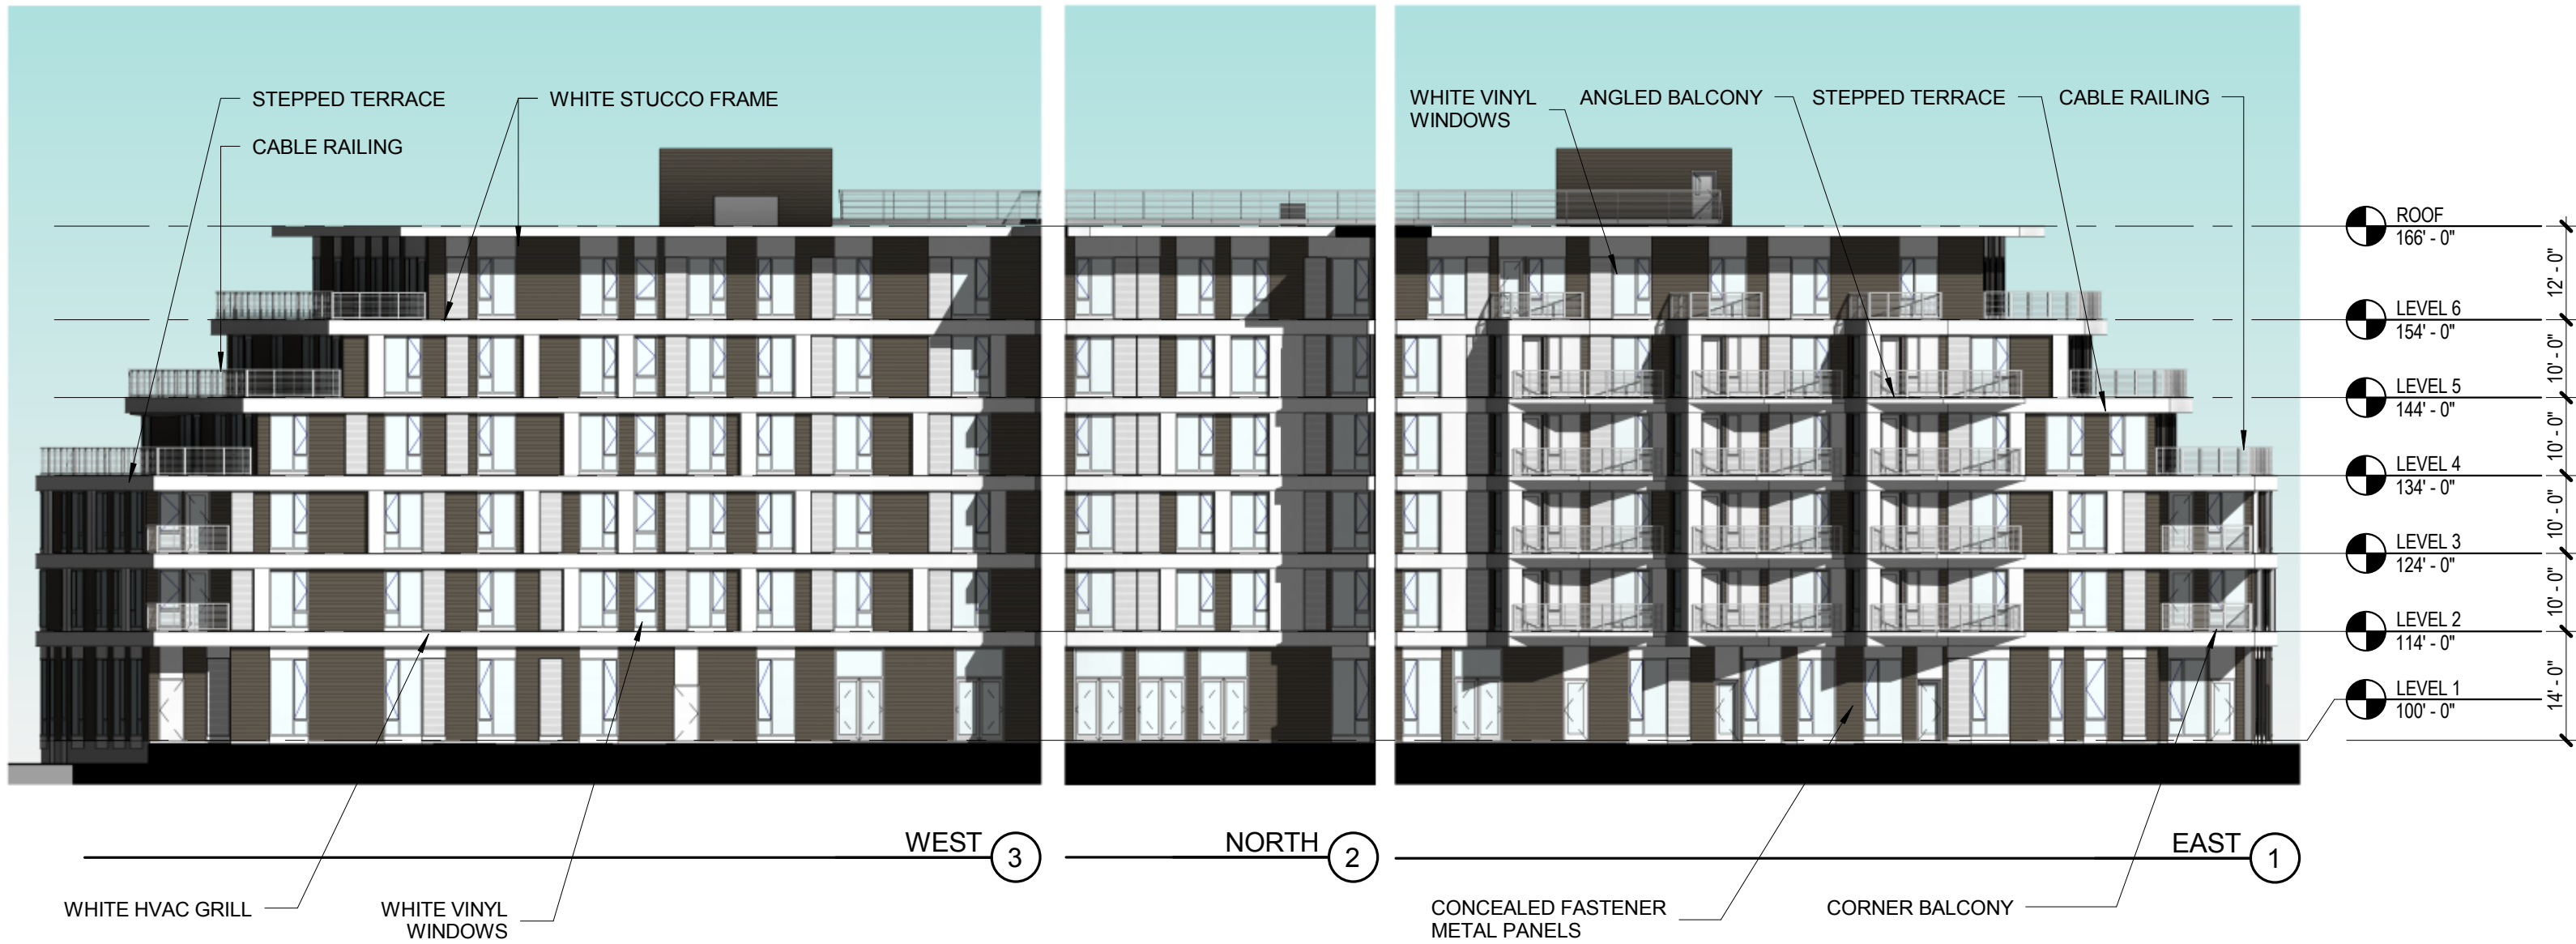 STEPPED TERRACE
CABLE RAILING
WHITE STUCCO FRAME
WHITE VINYL
WINDOWS
ANGLED BALCONY
STEPPED TERRACE
CABLE RAILING
ROOF
166' - 0"
12' - 0"
LEVEL 6
154' - 0"
10' - 0"
LEVEL 5
144' - 0"
10' - 0"
LEVEL 4
134' - 0"
10' - 0"
LEVEL 3
124' - 0"
10' - 0"
LEVEL 2
114' - 0"
14' - 0"
LEVEL 1
100' - 0"
WEST 3
NORTH 2
EAST 1
WHITE HVAC GRILL
WHITE VINYL
WINDOWS
CONCEALED FASTENER
METAL PANELS
CORNER BALCONY